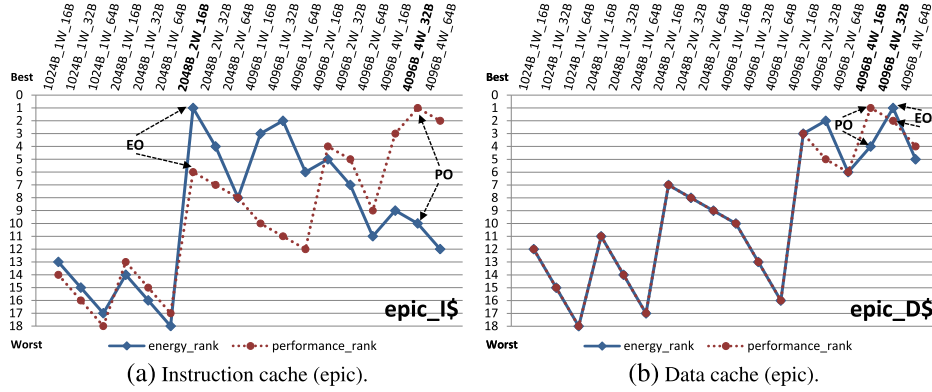 1024B_1W_16B
1024B_1W_32B
1024B_1W_64B
2048B_1W_16B
2048B_1W_32B
2048B_1W_64B
2048B_2W_16B
2048B_2W_32B
2048B_2W_64B
4096B_1W_16B
4096B_1W_32B
4096B_1W_64B
4096B_2W_16B
4096B_2W_32B
4096B_2W_64B
4096B_4W_16B
4096B_4W_32B
4096B_4W_64B
Best
0
1
2
3
4
5
6
7
8
9
10
11
12
13
14
15
16
17
18
Worst
EO
PO
epic_I$
energy_rank
performance_rank
(a) Instruction cache (epic).
1024B_1W_16B
1024B_1W_32B
1024B_1W_64B
2048B_1W_16B
2048B_1W_32B
2048B_1W_64B
2048B_2W_16B
2048B_2W_32B
2048B_2W_64B
4096B_1W_16B
4096B_1W_32B
4096B_1W_64B
4096B_2W_16B
4096B_2W_32B
4096B_2W_64B
4096B_4W_16B
4096B_4W_32B
4096B_4W_64B
Best
0
1
2
3
4
5
6
7
8
9
10
11
12
13
14
15
16
17
18
Worst
PO
EO
epic_D$
energy_rank
performance_rank
(b) Data cache (epic).